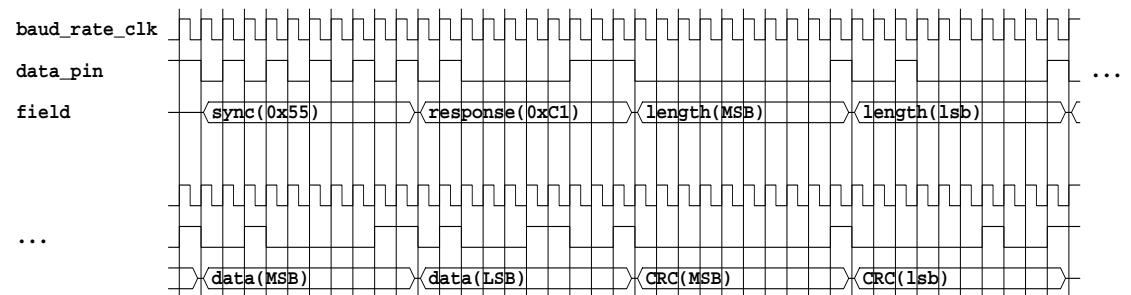 baud_rate_clk
data_pin ...
field sync(0x55) response(0xC1) length(MSB) length(lsb)
...
data(MSB) data(LSB) CRC(MSB) CRC(lsb)